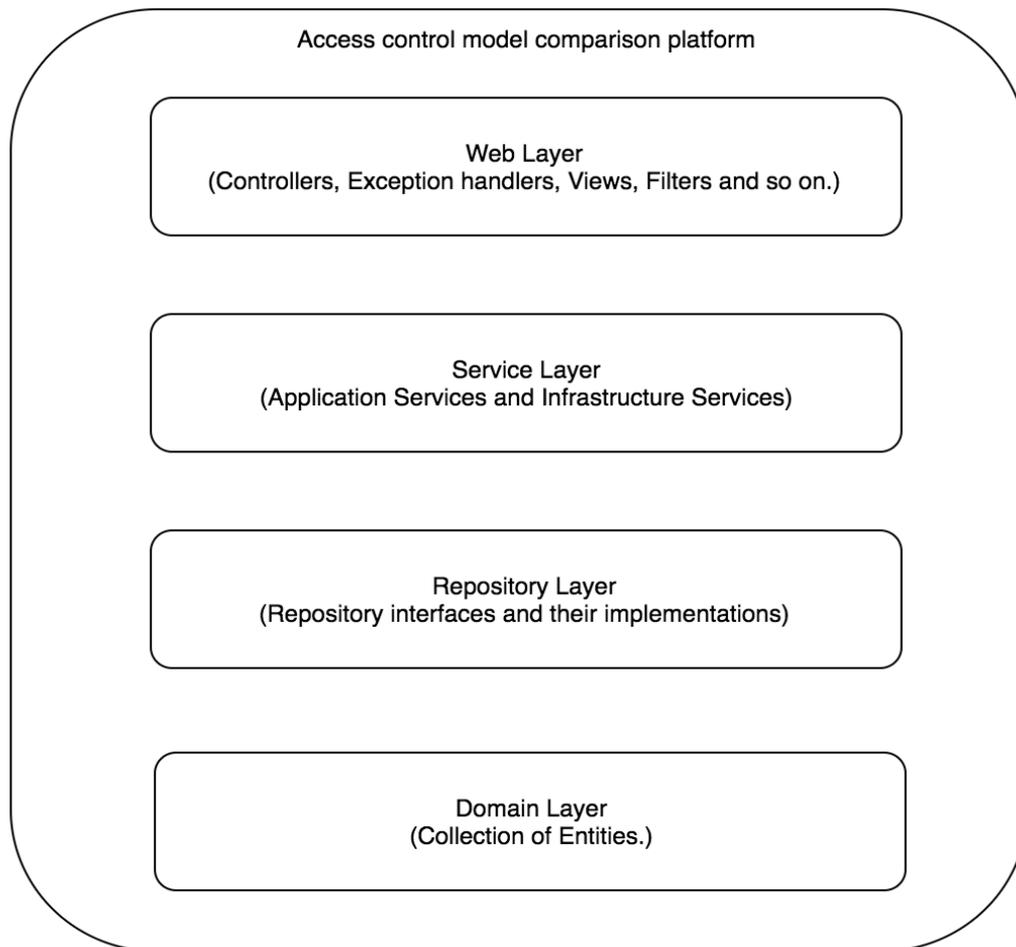 Access control model comparison platform
Web Layer
(Controllers, Exception handlers, Views, Filters and so on.)
Service Layer
(Application Services and Infrastructure Services)
Repository Layer
(Repository interfaces and their implementations)
Domain Layer
(Collection of Entities.)